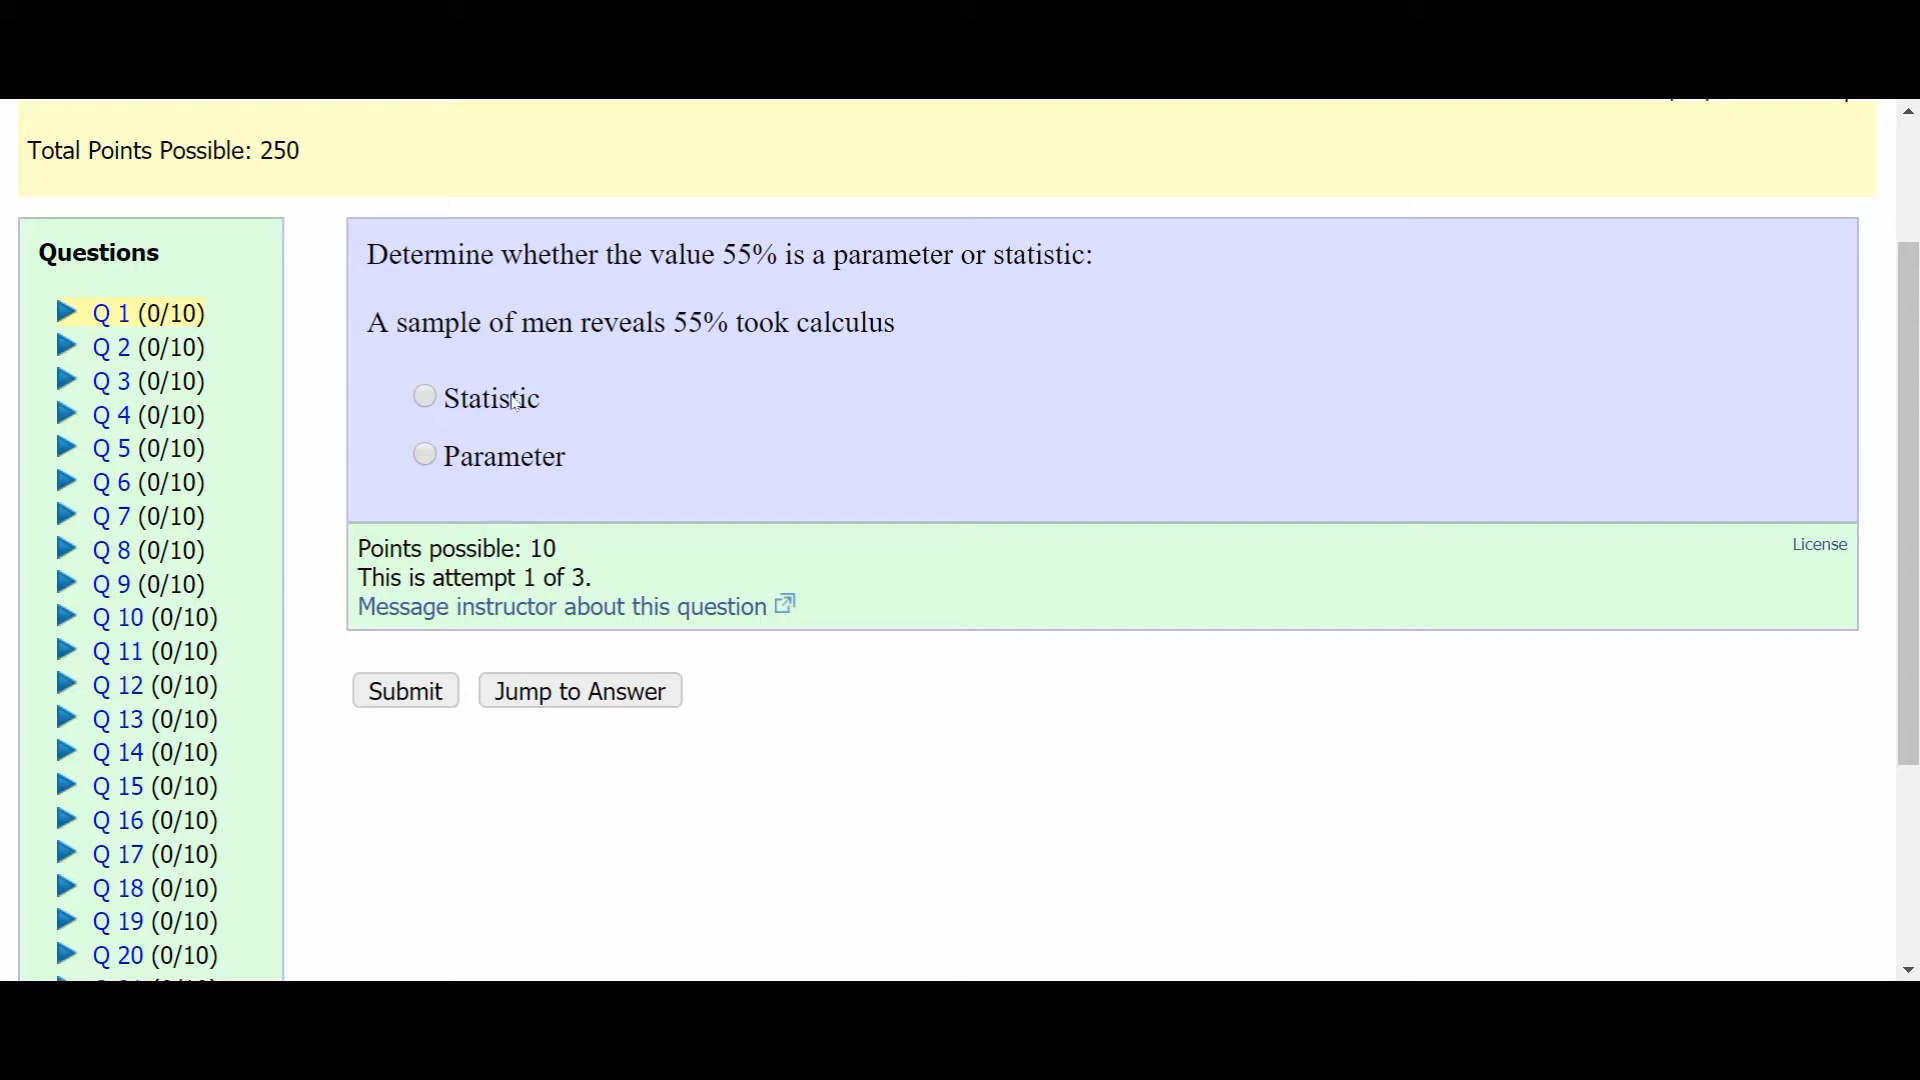 Total Points Possible: 250
Questions
Q 1 (0/10)
Q 2 (0/10)
Q 3 (0/10)
Q 4 (0/10)
Q 5 (0/10)
Q 6 (0/10)
Q 7 (0/10)
Q 8 (0/10)
Q 9 (0/10)
Q 10 (0/10)
Q 11 (0/10)
Q 12 (0/10)
Q 13 (0/10)
Q 14 (0/10)
Q 15 (0/10)
Q 16 (0/10)
Q 17 (0/10)
Q 18 (0/10)
Q 19 (0/10)
Q 20 (0/10)
Determine whether the value 55% is a parameter or statistic:
A sample of men reveals 55% took calculus
Statistic
Parameter
Points possible: 10
License
This is attempt 1 of 3.
Message instructor about this question
Submit
Jump to Answer